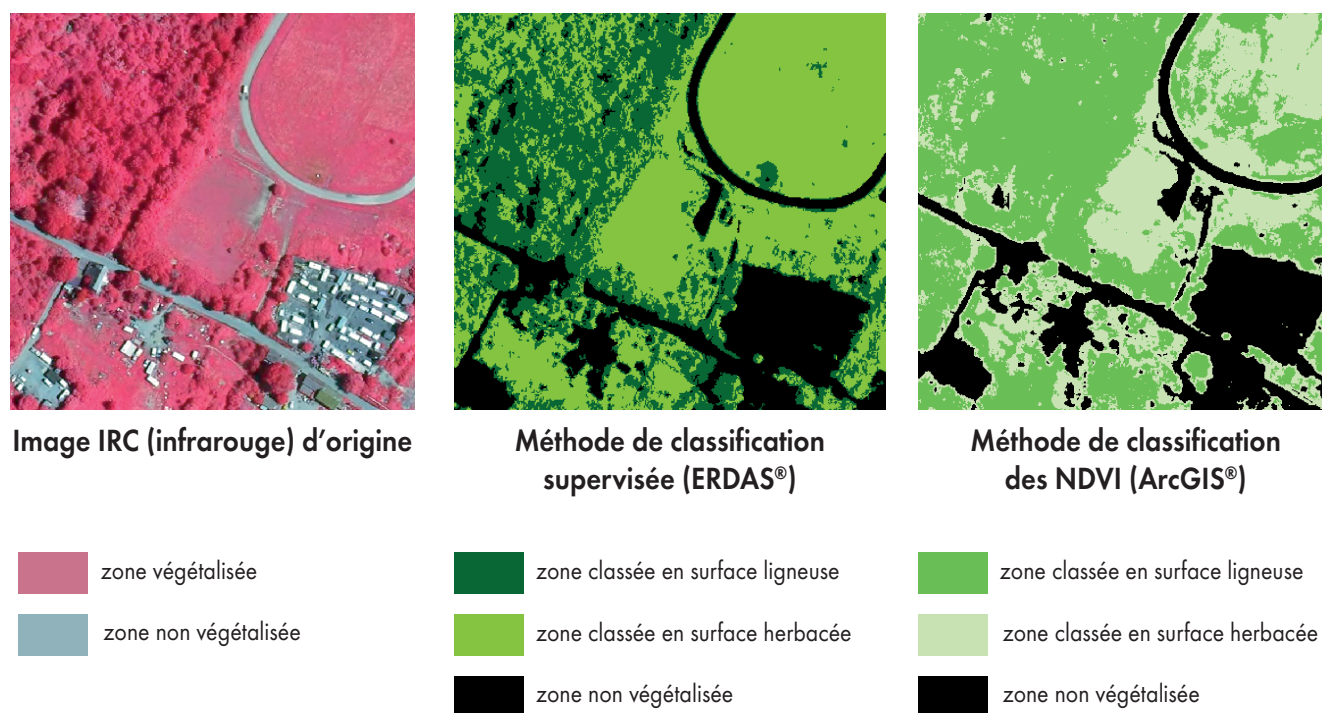 Image IRC (infrarouge) d'origine
Méthode de classification
supervisée (ERDAS®)
Méthode de classification
des NDVI (ArcGIS®)
zone végétalisée
zone non végétalisée
zone classée en surface ligneuse
zone classée en surface herbacée
zone non végétalisée
zone classée en surface ligneuse
zone classée en surface herbacée
zone non végétalisée